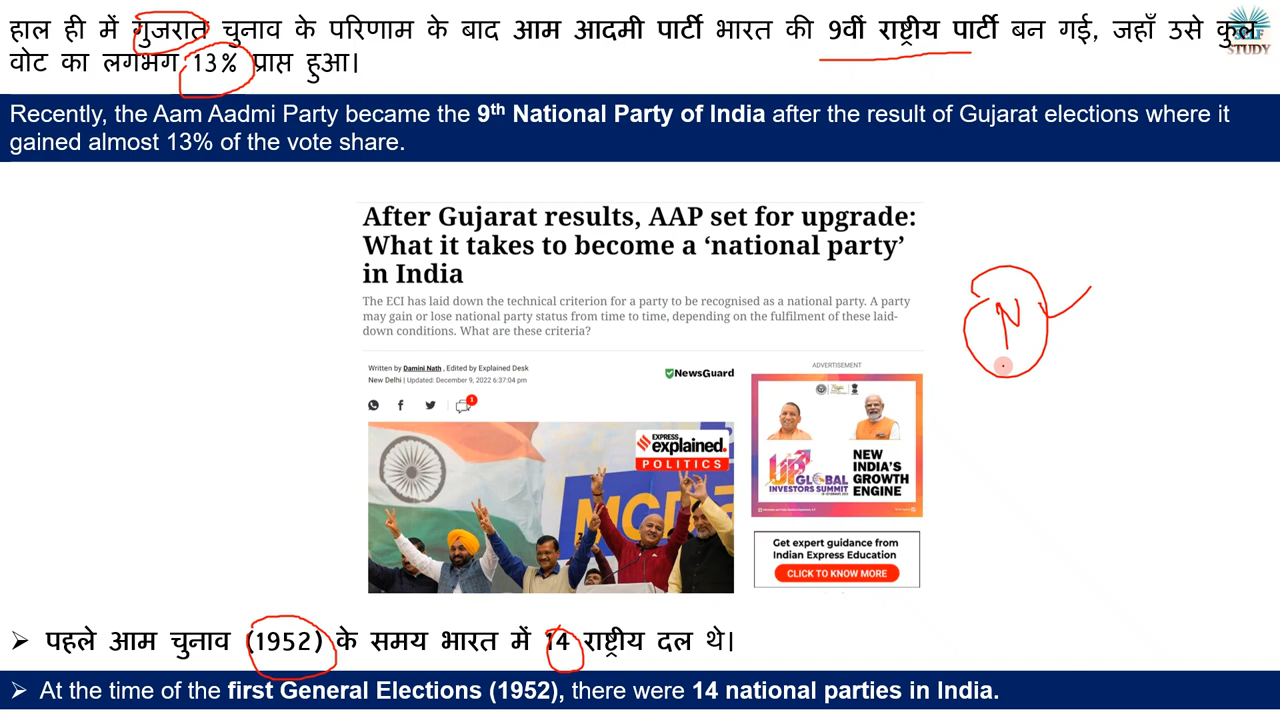 हाल ही में गुजरात चुनाव के परिणाम के बाद आम आदमी पार्टी भारत की 9वीं राष्ट्रीय पार्टी बन गई, जहाँ उसे कुल
वोट का लगभग 13% प्राप्त हुआ।
SELF
STUDY
Recently, the Aam Aadmi Party became the 9th National Party of India after the result of Gujarat elections where it
gained almost 13% of the vote share.
After Gujarat results, AAP set for upgrade:
What it takes to become a ‘national party’
in India
The ECI has laid down the technical criterion for a party to be recognised as a national party. A party
may gain or lose national party status from time to time, depending on the fulfilment of these laid-
down conditions. What are these criteria?
Written by Damini Nath , Edited by Explained Desk
New Delhi | Updated: December 9, 2022 6:37:04 pm
NewsGuard
1
ADVERTISEMENT
N
EXPRESS
explained.
POLITICS
MCD
UP GLOBAL
INVESTORS SUMMIT
NEW
INDIA'S
GROWTH
ENGINE
Get expert guidance from
Indian Express Education
CLICK TO KNOW MORE
➢ पहले आम चुनाव (1952) के समय भारत में 14 राष्ट्रीय दल थे।
➢ At the time of the first General Elections (1952), there were 14 national parties in India.